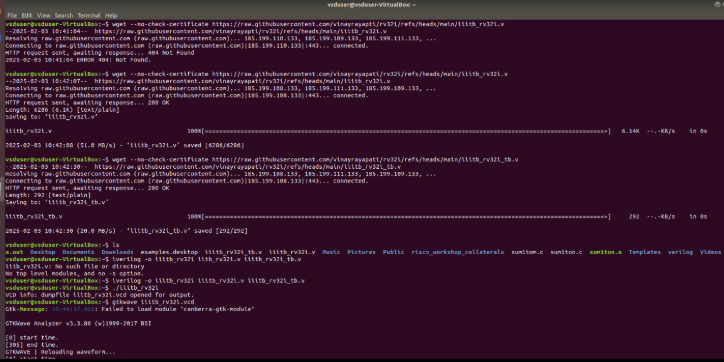 vsduser@vsduser-VirtualBox: ~
File Edit View Search Terminal Help
vsduser@vsduser-VirtualBox:~$ wget --no-check-certificate https://raw.githubusercontent.com/vinayrayapati/rv32i/refs/heads/main/iiitb_rv32i.v
--2025-02-03 10:41:04-- https://raw.githubusercontent.com/vinayrayapati/rv32i/refs/heads/main/iiitb_rv32i.v
Resolving raw.githubusercontent.com (raw.githubusercontent.com)... 185.199.110.133, 185.199.108.133, 185.199.109.133, 185.199.111.133, ...
Connecting to raw.githubusercontent.com (raw.githubusercontent.com)|185.199.110.133|:443... connected.
HTTP request sent, awaiting response... 404 Not Found
2025-02-03 10:41:04 ERROR 404: Not Found.
vsduser@vsduser-VirtualBox:~$ wget --no-check-certificate https://raw.githubusercontent.com/vinayrayapati/rv32i/refs/heads/main/iiitb_rv32i.v
--2025-02-03 10:42:07-- https://raw.githubusercontent.com/vinayrayapati/rv32i/refs/heads/main/iiitb_rv32i.v
Resolving raw.githubusercontent.com (raw.githubusercontent.com)... 185.199.108.133, 185.199.111.133, 185.199.109.133, ...
Connecting to raw.githubusercontent.com (raw.githubusercontent.com)|185.199.108.133|:443... connected.
HTTP request sent, awaiting response... 200 OK
Length: 6286 (6.1K) [text/plain]
Saving to: 'iiitb_rv32i.v'
iiitb_rv32i.v 100%[===================>] 6.14K --.-KB/s in 0s
2025-02-03 10:42:08 (51.0 MB/s) - 'iiitb_rv32i.v' saved [6286/6286]
vsduser@vsduser-VirtualBox:~$ wget --no-check-certificate https://raw.githubusercontent.com/vinayrayapati/rv32i/refs/heads/main/iiitb_rv32i_tb.v
--2025-02-03 10:42:30-- https://raw.githubusercontent.com/vinayrayapati/rv32i/refs/heads/main/iiitb_rv32i_tb.v
Resolving raw.githubusercontent.com (raw.githubusercontent.com)... 185.199.108.133, 185.199.111.133, 185.199.109.133, ...
Connecting to raw.githubusercontent.com (raw.githubusercontent.com)|185.199.108.133|:443... connected.
HTTP request sent, awaiting response... 200 OK
Length: 292 [text/plain]
Saving to: 'iiitb_rv32i_tb.v'
iiitb_rv32i_tb.v 100%[===================>] 292 --.-KB/s in 0s
2025-02-03 10:42:30 (20.0 MB/s) - 'iiitb_rv32i_tb.v' saved [292/292]
vsduser@vsduser-VirtualBox:~$ ls
a.out Desktop Documents Downloads examples.desktop iiitb_rv32i_tb.v iiitb_rv32i.v Music Pictures Public riscv_workshop_collaterals sum1ton.c sumiton.c sumiton.o Templates verilog Videos
vsduser@vsduser-VirtualBox:~$ iverilog -o iiitb_rv32i iiitb_rv32i.v iiitb_rv32i_tb.v
iiitb_rv32i.v: No such file or directory
No top level modules, and no -s option.
vsduser@vsduser-VirtualBox:~$ iverilog -o iiitb_rv32i iiitb_rv32i.v iiitb_rv32i_tb.v
vsduser@vsduser-VirtualBox:~$ ./iiitb_rv32i
VCD info: dumpfile iiitb_rv32i.vcd opened for output.
vsduser@vsduser-VirtualBox:~$ gtkwave iiitb_rv32i.vcd
Gtk-Message: Failed to load module "canberra-gtk-module"
GTKWave Analyzer v3.3.86 (w)1999-2017 BSI
[0] start time.
[305] end time.
GTKWAVE | Reloading waveform...
[0] start time.